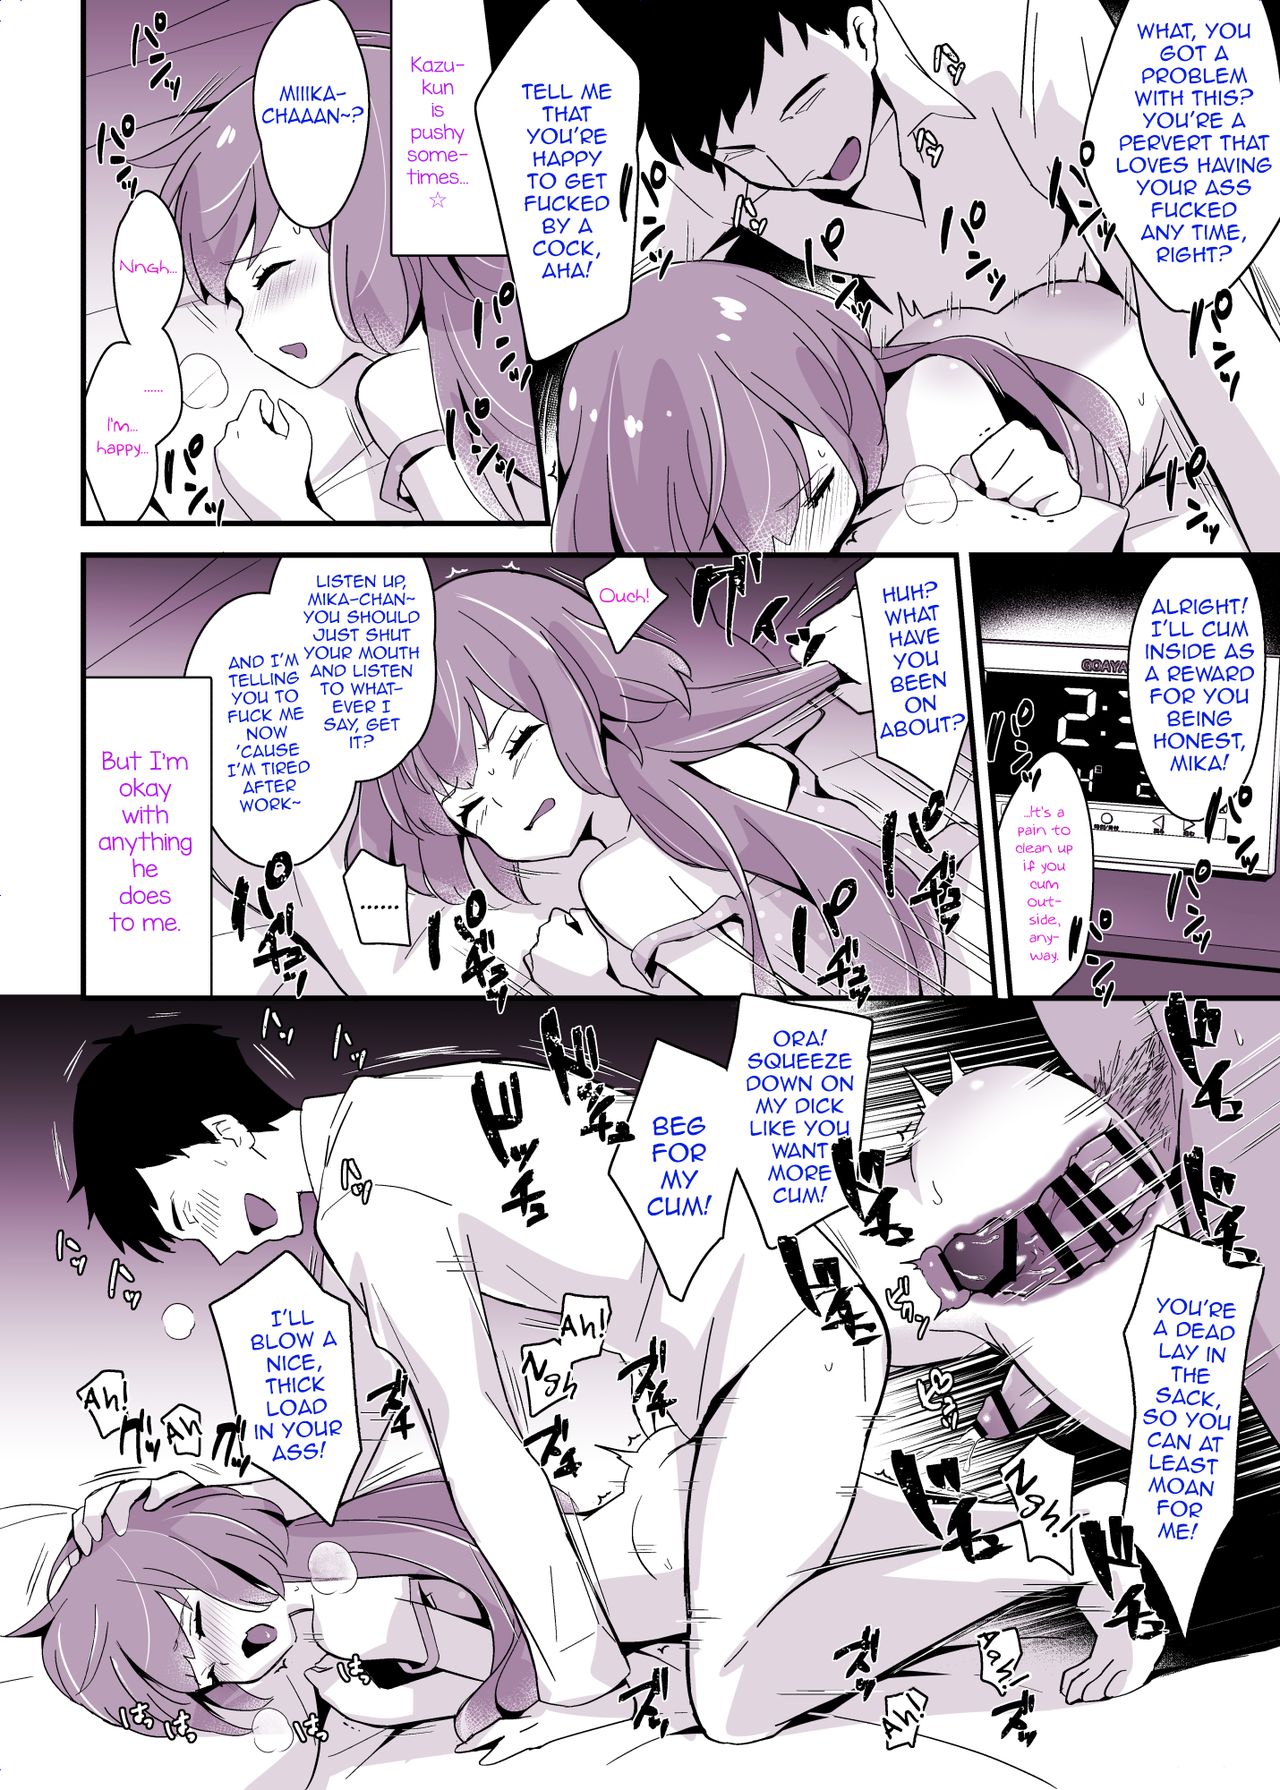 WHAT, YOU
GOT A
PROBLEM
WITH THIS?
YOU'RE A
PERVERT THAT
LOVES HAVING
YOUR ASS
FUCKED
ANY TIME,
RIGHT?
TELL ME
THAT
YOU'RE
HAPPY
TO GET
FUCKED
BY A
COCK,
AHA!
Kazu-
kun
is
pushy
some-
times...
☆
MIIIKA-
CHAAAN~?
Nngh...
......
I'm...
happy...
ALRIGHT!
I'LL CUM
INSIDE AS
A REWARD
FOR YOU
BEING
HONEST,
MIKA!
...It's a
pain to
clean up
if you
cum
out-
side,
any-
way.
HUH?
WHAT
HAVE
YOU
BEEN
ON
ABOUT?
Ouch!
LISTEN UP,
MIKA-CHAN~
YOU SHOULD
JUST SHUT
YOUR MOUTH
AND LISTEN
TO WHAT-
EVER I
SAY, GET
IT?
AND I'M
TELLING
YOU TO
FUCK ME
NOW
'CAUSE
I'M TIRED
AFTER
WORK~
.......
But I'm
okay
with
anything
he
does
to me.
ORA!
SQUEEZE
DOWN ON
MY DICK
LIKE YOU
WANT
MORE
CUM!
BEG
FOR
MY
CUM!
YOU'RE
A DEAD
LAY IN
THE
SACK,
SO YOU
CAN AT
LEAST
MOAN
FOR
ME!
I'LL
BLOW A
NICE,
THICK
LOAD
IN YOUR
ASS!
Ah!
Ngh
Ah!
Ah!
Ngh!
Aah!
Ah!